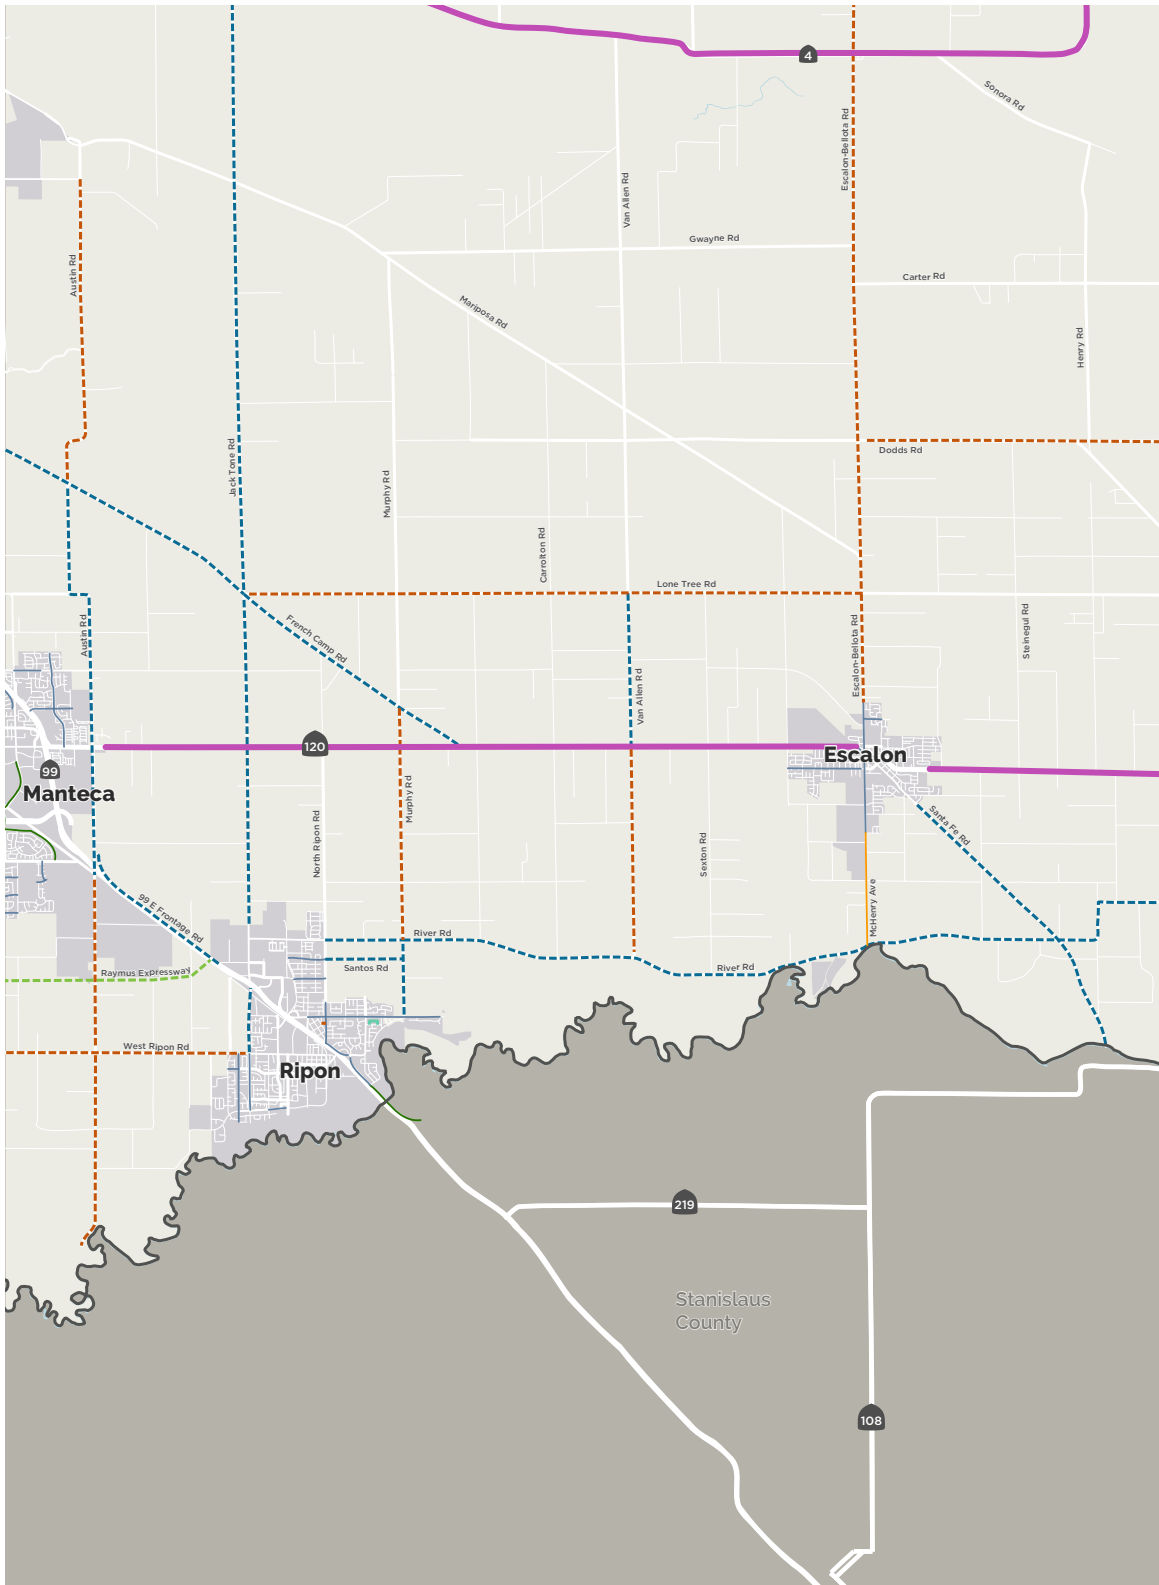 4
Sonora Rd
Escalon-Bellota Rd
Van Allen Rd
Gwayne Rd
Austin Rd
Carter Rd
Mariposa Rd
Henry Rd
Dodds Rd
Jack Tone Rd
Murphy Rd
Carrolton Rd
Lone Tree Rd
Austin Rd
French Camp Rd
Escalon-Bellota Rd
Steinegul Rd
Van Allen Rd
120
Escalon
99
Manteca
Murphy Rd
North Ripon Rd
Sexton Rd
Santa Fe Rd
McHenry Ave
99 E Frontage Rd
River Rd
Santos Rd
River Rd
Raymus Expressway
West Ripon Rd
Ripon
219
Stanislaus
County
108